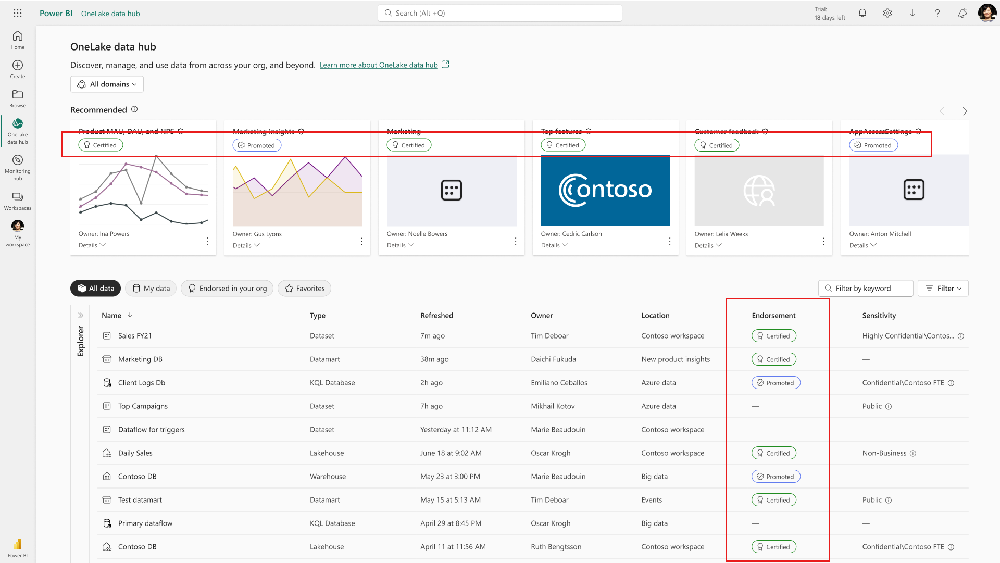 Power BI OneLake data hub Search (Alt +Q) Trial:
18 days left
Home
Create
Browse
OneLake
data hub
Monitoring
hub
Workspaces
My
workspace
Power BI
OneLake data hub
Discover, manage, and use data from across your org, and beyond. Learn more about OneLake data hub
All domains
Recommended
Product MAU, DAU, and NPS
Certified
Owner: Ina Powers
Details
Marketing insights
Promoted
Owner: Gus Lyons
Details
Marketing
Certified
Owner: Noelle Bowers
Details
Top features
Certified
Contoso
Owner: Cedric Carlson
Details
Customer feedback
Certified
Owner: Lelia Weeks
Details
AppAccessSettings
Promoted
Owner: Anton Mitchell
Details
All data My data Endorsed in your org Favorites Filter by keyword Filter
Explorer
Name Type Refreshed Owner Location Endorsement Sensitivity
Sales FY21 Dataset 7m ago Tim Deboar Contoso workspace Certified Highly Confidential\Contos...
Marketing DB Datamart 38m ago Daichi Fukuda New product insights Certified —
Client Logs Db KQL Database 2h ago Emiliano Ceballos Azure data Promoted Confidential\Contoso FTE
Top Campaigns Dataset 7h ago Mikhail Kotov Azure data — Public
Dataflow for triggers Dataset Yesterday at 11:12 AM Marie Beaudouin Contoso workspace — —
Daily Sales Lakehouse June 18 at 9:02 AM Oscar Krogh Contoso workspace Certified Non-Business
Contoso DB Warehouse May 23 at 3:00 PM Marie Beaudouin Big data Promoted —
Test datamart Datamart May 15 at 5:13 AM Tim Deboar Events Certified Public
Primary dataflow KQL Database April 29 at 8:45 PM Oscar Krogh Big data — —
Contoso DB Lakehouse April 11 at 11:56 AM Ruth Bengtsson Contoso workspace Certified Confidential\Contoso FTE